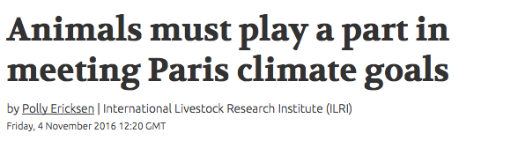 Animals must play a part in
meeting Paris climate goals
by Polly Ericksen | International Livestock Research Institute (ILRI)
Friday, 4 November 2016 12:20 GMT